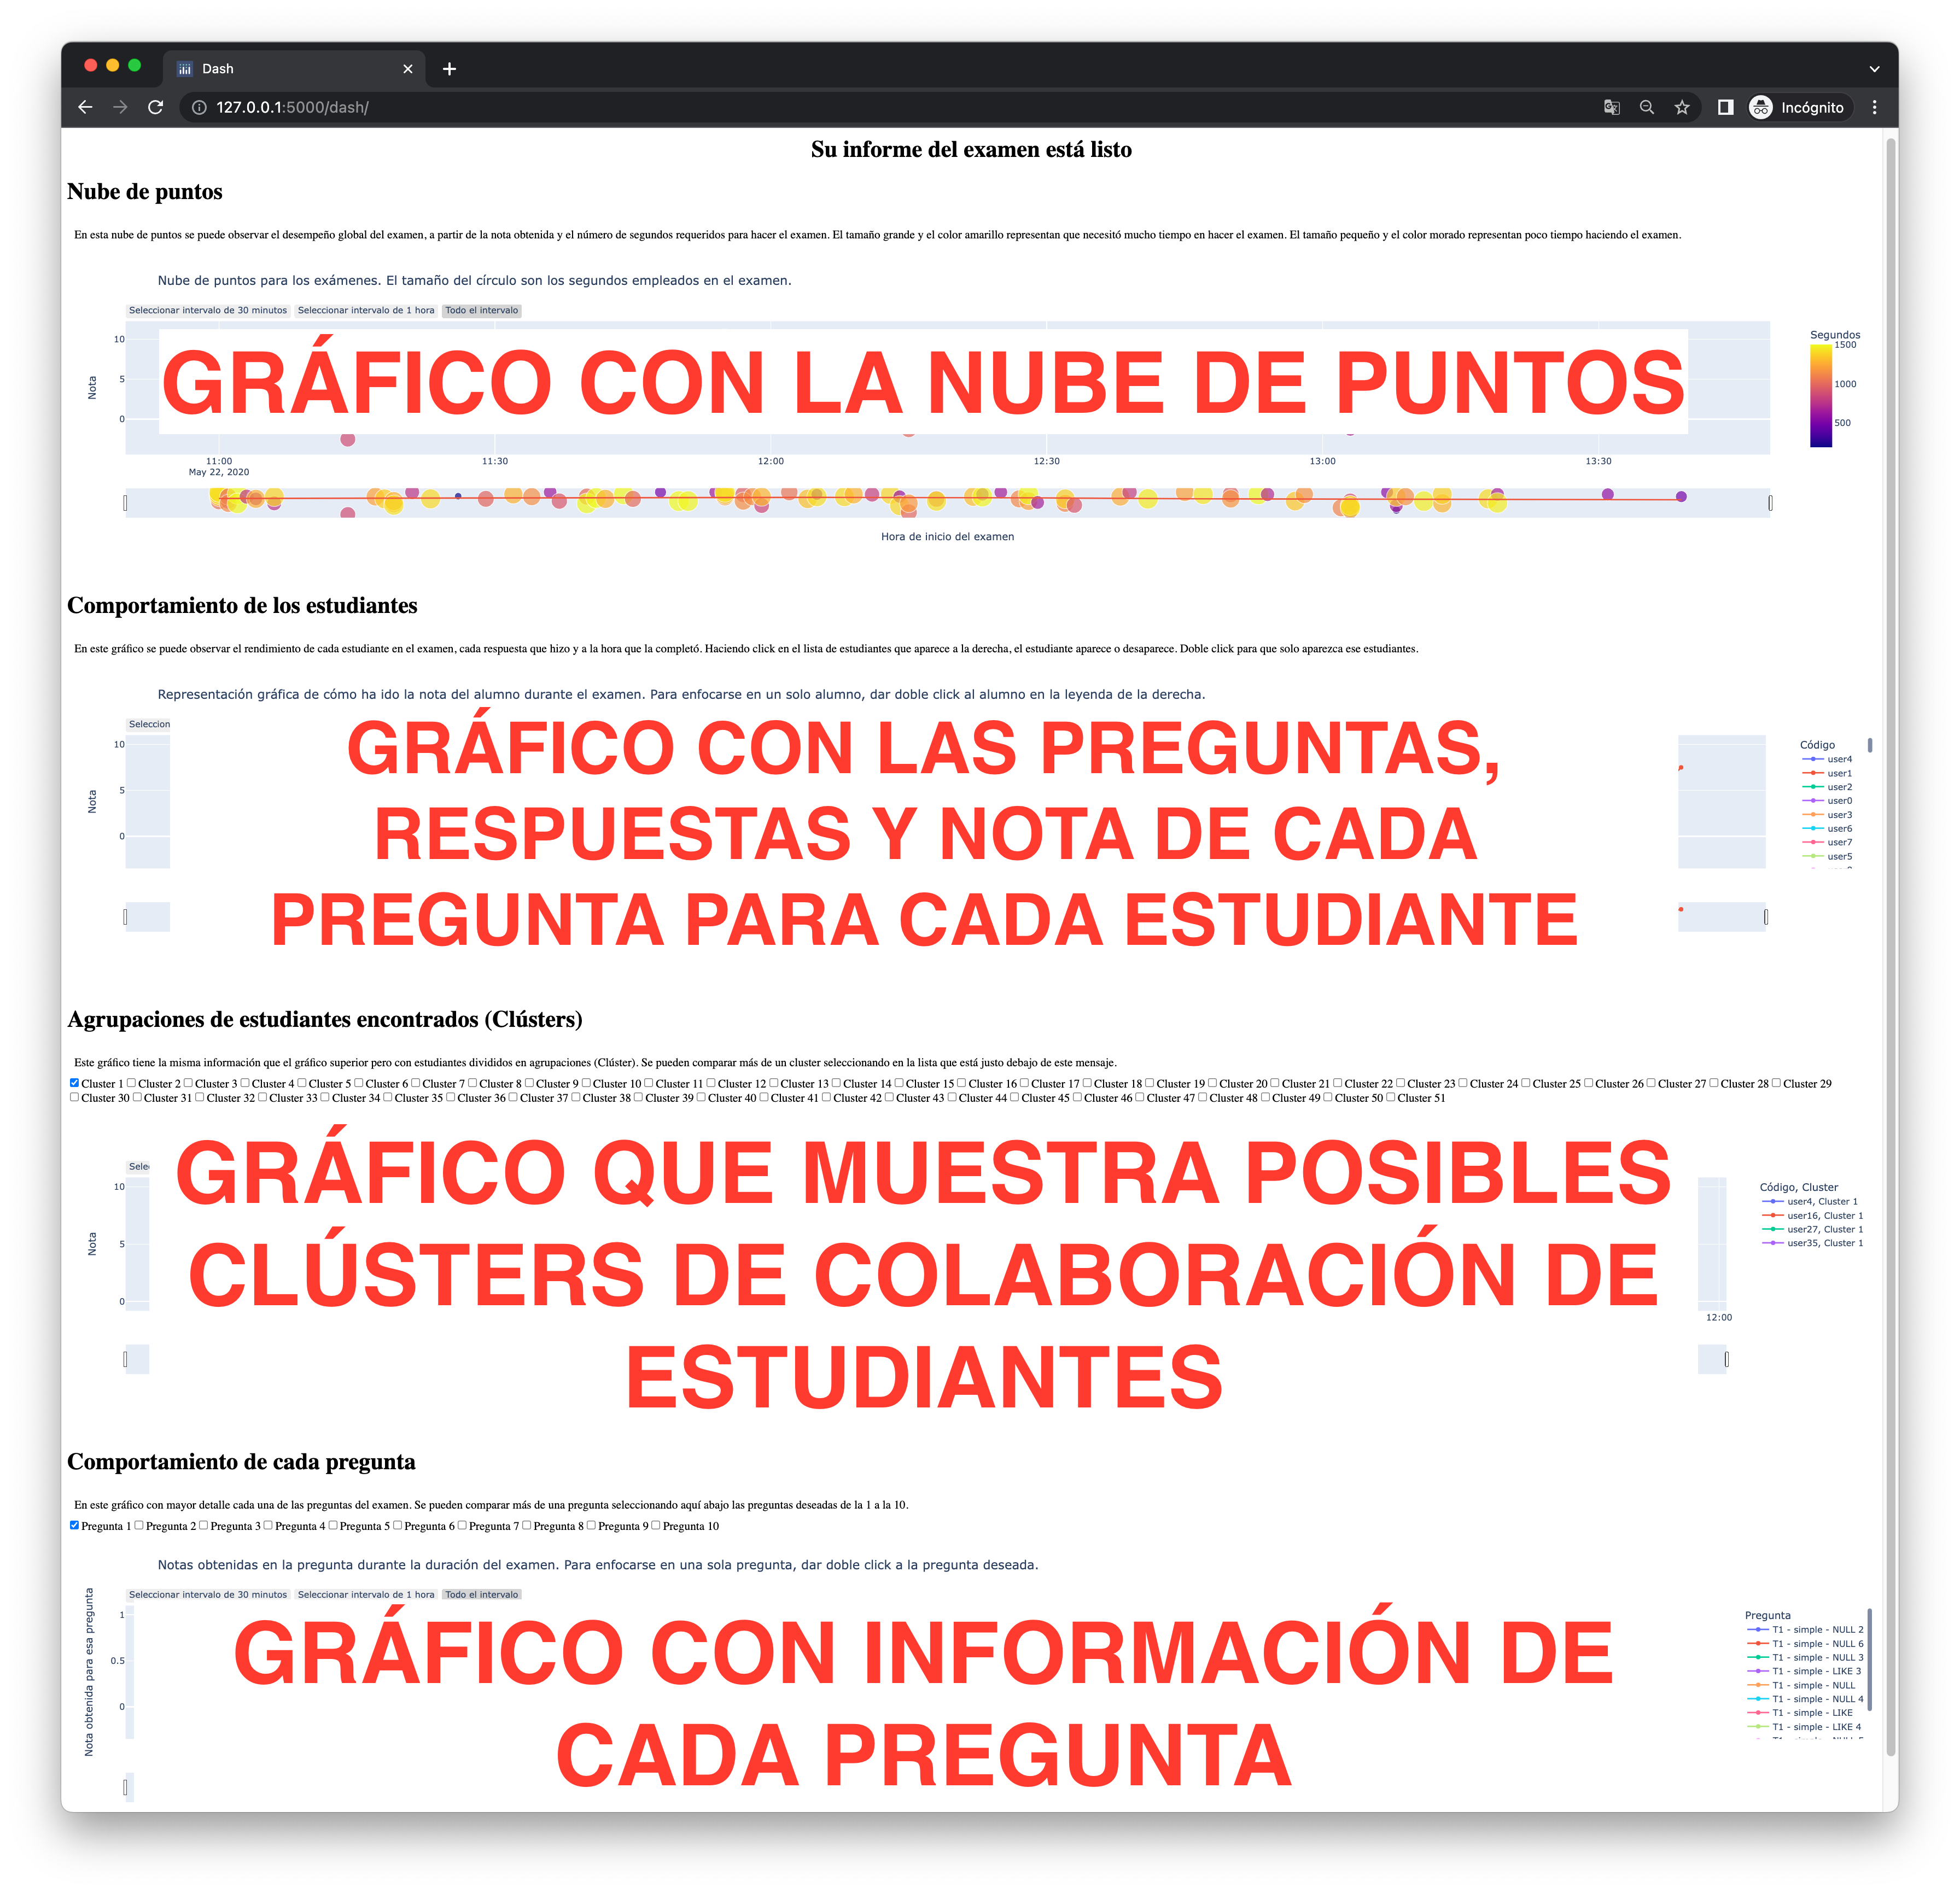 Dash
127.0.0.1:5000/dash/
Incógnito
Su informe del examen está listo
Nube de puntos
En esta nube de puntos se puede observar el desempeño global del examen, a partir de la nota obtenida y el número de segundos requeridos para hacer el examen. El tamaño grande y el color amarillo representan que necesitó mucho tiempo en hacer el examen. El tamaño pequeño y el color morado representan poco tiempo haciendo el examen.
Nube de puntos para los exámenes. El tamaño del círculo son los segundos empleados en el examen.
Seleccionar intervalo de 30 minutos Seleccionar intervalo de 1 hora Todo el intervalo
GRÁFICO CON LA NUBE DE PUNTOS
Nota
10
5
0
Segundos
1500
1000
500
11:00 11:30 12:00 12:30 13:00 13:30
May 22, 2020
Hora de inicio del examen
Comportamiento de los estudiantes
En este gráfico se puede observar el rendimiento de cada estudiante en el examen, cada respuesta que hizo y a la hora que la completó. Haciendo click en el lista de estudiantes que aparece a la derecha, el estudiante aparece o desaparece. Doble click para que solo aparezca ese estudiantes.
Representación gráfica de cómo ha ido la nota del alumno durante el examen. Para enfocarse en un solo alumno, dar doble click al alumno en la leyenda de la derecha.
Seleccion
GRÁFICO CON LAS PREGUNTAS,
RESPUESTAS Y NOTA DE CADA
PREGUNTA PARA CADA ESTUDIANTE
Nota
10
5
0
Código
user4
user1
user2
user0
user3
user6
user7
user5
Agrupaciones de estudiantes encontrados (Clústers)
Este gráfico tiene la misma información que el gráfico superior pero con estudiantes divididos en agrupaciones (Clúster). Se pueden comparar más de un cluster seleccionando en la lista que está justo debajo de este mensaje.
Cluster 1 Cluster 2 Cluster 3 Cluster 4 Cluster 5 Cluster 6 Cluster 7 Cluster 8 Cluster 9 Cluster 10 Cluster 11 Cluster 12 Cluster 13 Cluster 14 Cluster 15 Cluster 16 Cluster 17 Cluster 18 Cluster 19 Cluster 20 Cluster 21 Cluster 22 Cluster 23 Cluster 24 Cluster 25 Cluster 26 Cluster 27 Cluster 28 Cluster 29
Cluster 30 Cluster 31 Cluster 32 Cluster 33 Cluster 34 Cluster 35 Cluster 36 Cluster 37 Cluster 38 Cluster 39 Cluster 40 Cluster 41 Cluster 42 Cluster 43 Cluster 44 Cluster 45 Cluster 46 Cluster 47 Cluster 48 Cluster 49 Cluster 50 Cluster 51
GRÁFICO QUE MUESTRA POSIBLES
CLÚSTERS DE COLABORACIÓN DE
ESTUDIANTES
Sele
Nota
10
5
0
12:00
Código, Cluster
user4, Cluster 1
user16, Cluster 1
user27, Cluster 1
user35, Cluster 1
Comportamiento de cada pregunta
En este gráfico con mayor detalle cada una de las preguntas del examen. Se pueden comparar más de una pregunta seleccionando aquí abajo las preguntas deseadas de la 1 a la 10.
Pregunta 1 Pregunta 2 Pregunta 3 Pregunta 4 Pregunta 5 Pregunta 6 Pregunta 7 Pregunta 8 Pregunta 9 Pregunta 10
Notas obtenidas en la pregunta durante la duración del examen. Para enfocarse en una sola pregunta, dar doble click a la pregunta deseada.
Seleccionar intervalo de 30 minutos Seleccionar intervalo de 1 hora Todo el intervalo
GRÁFICO CON INFORMACIÓN DE
CADA PREGUNTA
Nota obtenida para esa pregunta
1
0.5
0
Pregunta
T1 - simple - NULL 2
T1 - simple - NULL 6
T1 - simple - NULL 3
T1 - simple - LIKE 3
T1 - simple - NULL
T1 - simple - NULL 4
T1 - simple - LIKE
T1 - simple - LIKE 4